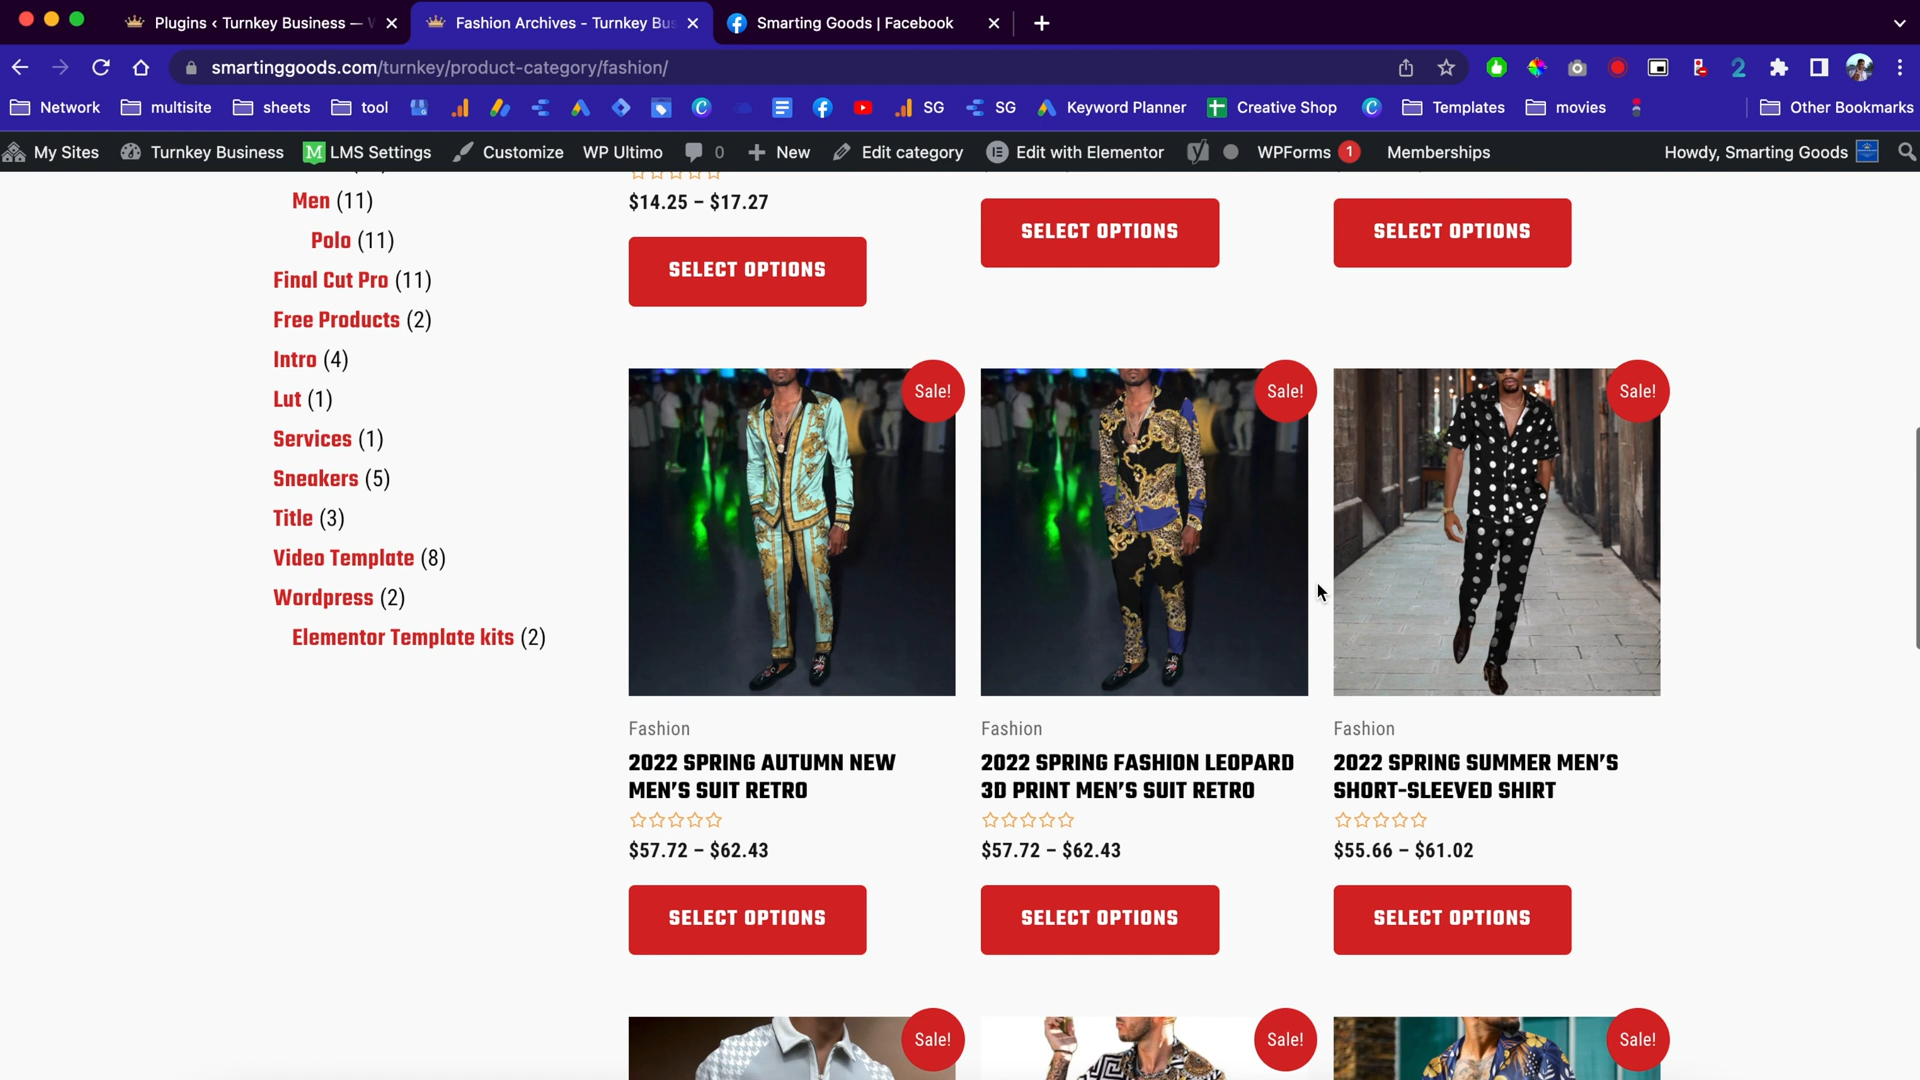 Plugins ‹ Turnkey Business —
Fashion Archives - Turnkey Bus
Smarting Goods | Facebook
smartinggoods.com/turnkey/product-category/fashion/
Network
multisite
sheets
tool
SG
SG
Keyword Planner
Creative Shop
Templates
movies
Other Bookmarks
My Sites
Turnkey Business
M LMS Settings
Customize
WP Ultimo
0
New
Edit category
Edit with Elementor
WPForms 1
Memberships
Howdy, Smarting Goods
Men (11)
Polo (11)
Final Cut Pro (11)
Free Products (2)
Intro (4)
Lut (1)
Services (1)
Sneakers (5)
Title (3)
Video Template (8)
Wordpress (2)
Elementor Template kits (2)
$14.25 – $17.27
SELECT OPTIONS
SELECT OPTIONS
SELECT OPTIONS
Sale!
Sale!
Sale!
Fashion
2022 SPRING AUTUMN NEW
MEN’S SUIT RETRO
$57.72 – $62.43
SELECT OPTIONS
Fashion
2022 SPRING FASHION LEOPARD
3D PRINT MEN’S SUIT RETRO
$57.72 – $62.43
SELECT OPTIONS
Fashion
2022 SPRING SUMMER MEN’S
SHORT-SLEEVED SHIRT
$55.66 – $61.02
SELECT OPTIONS
Sale!
Sale!
Sale!